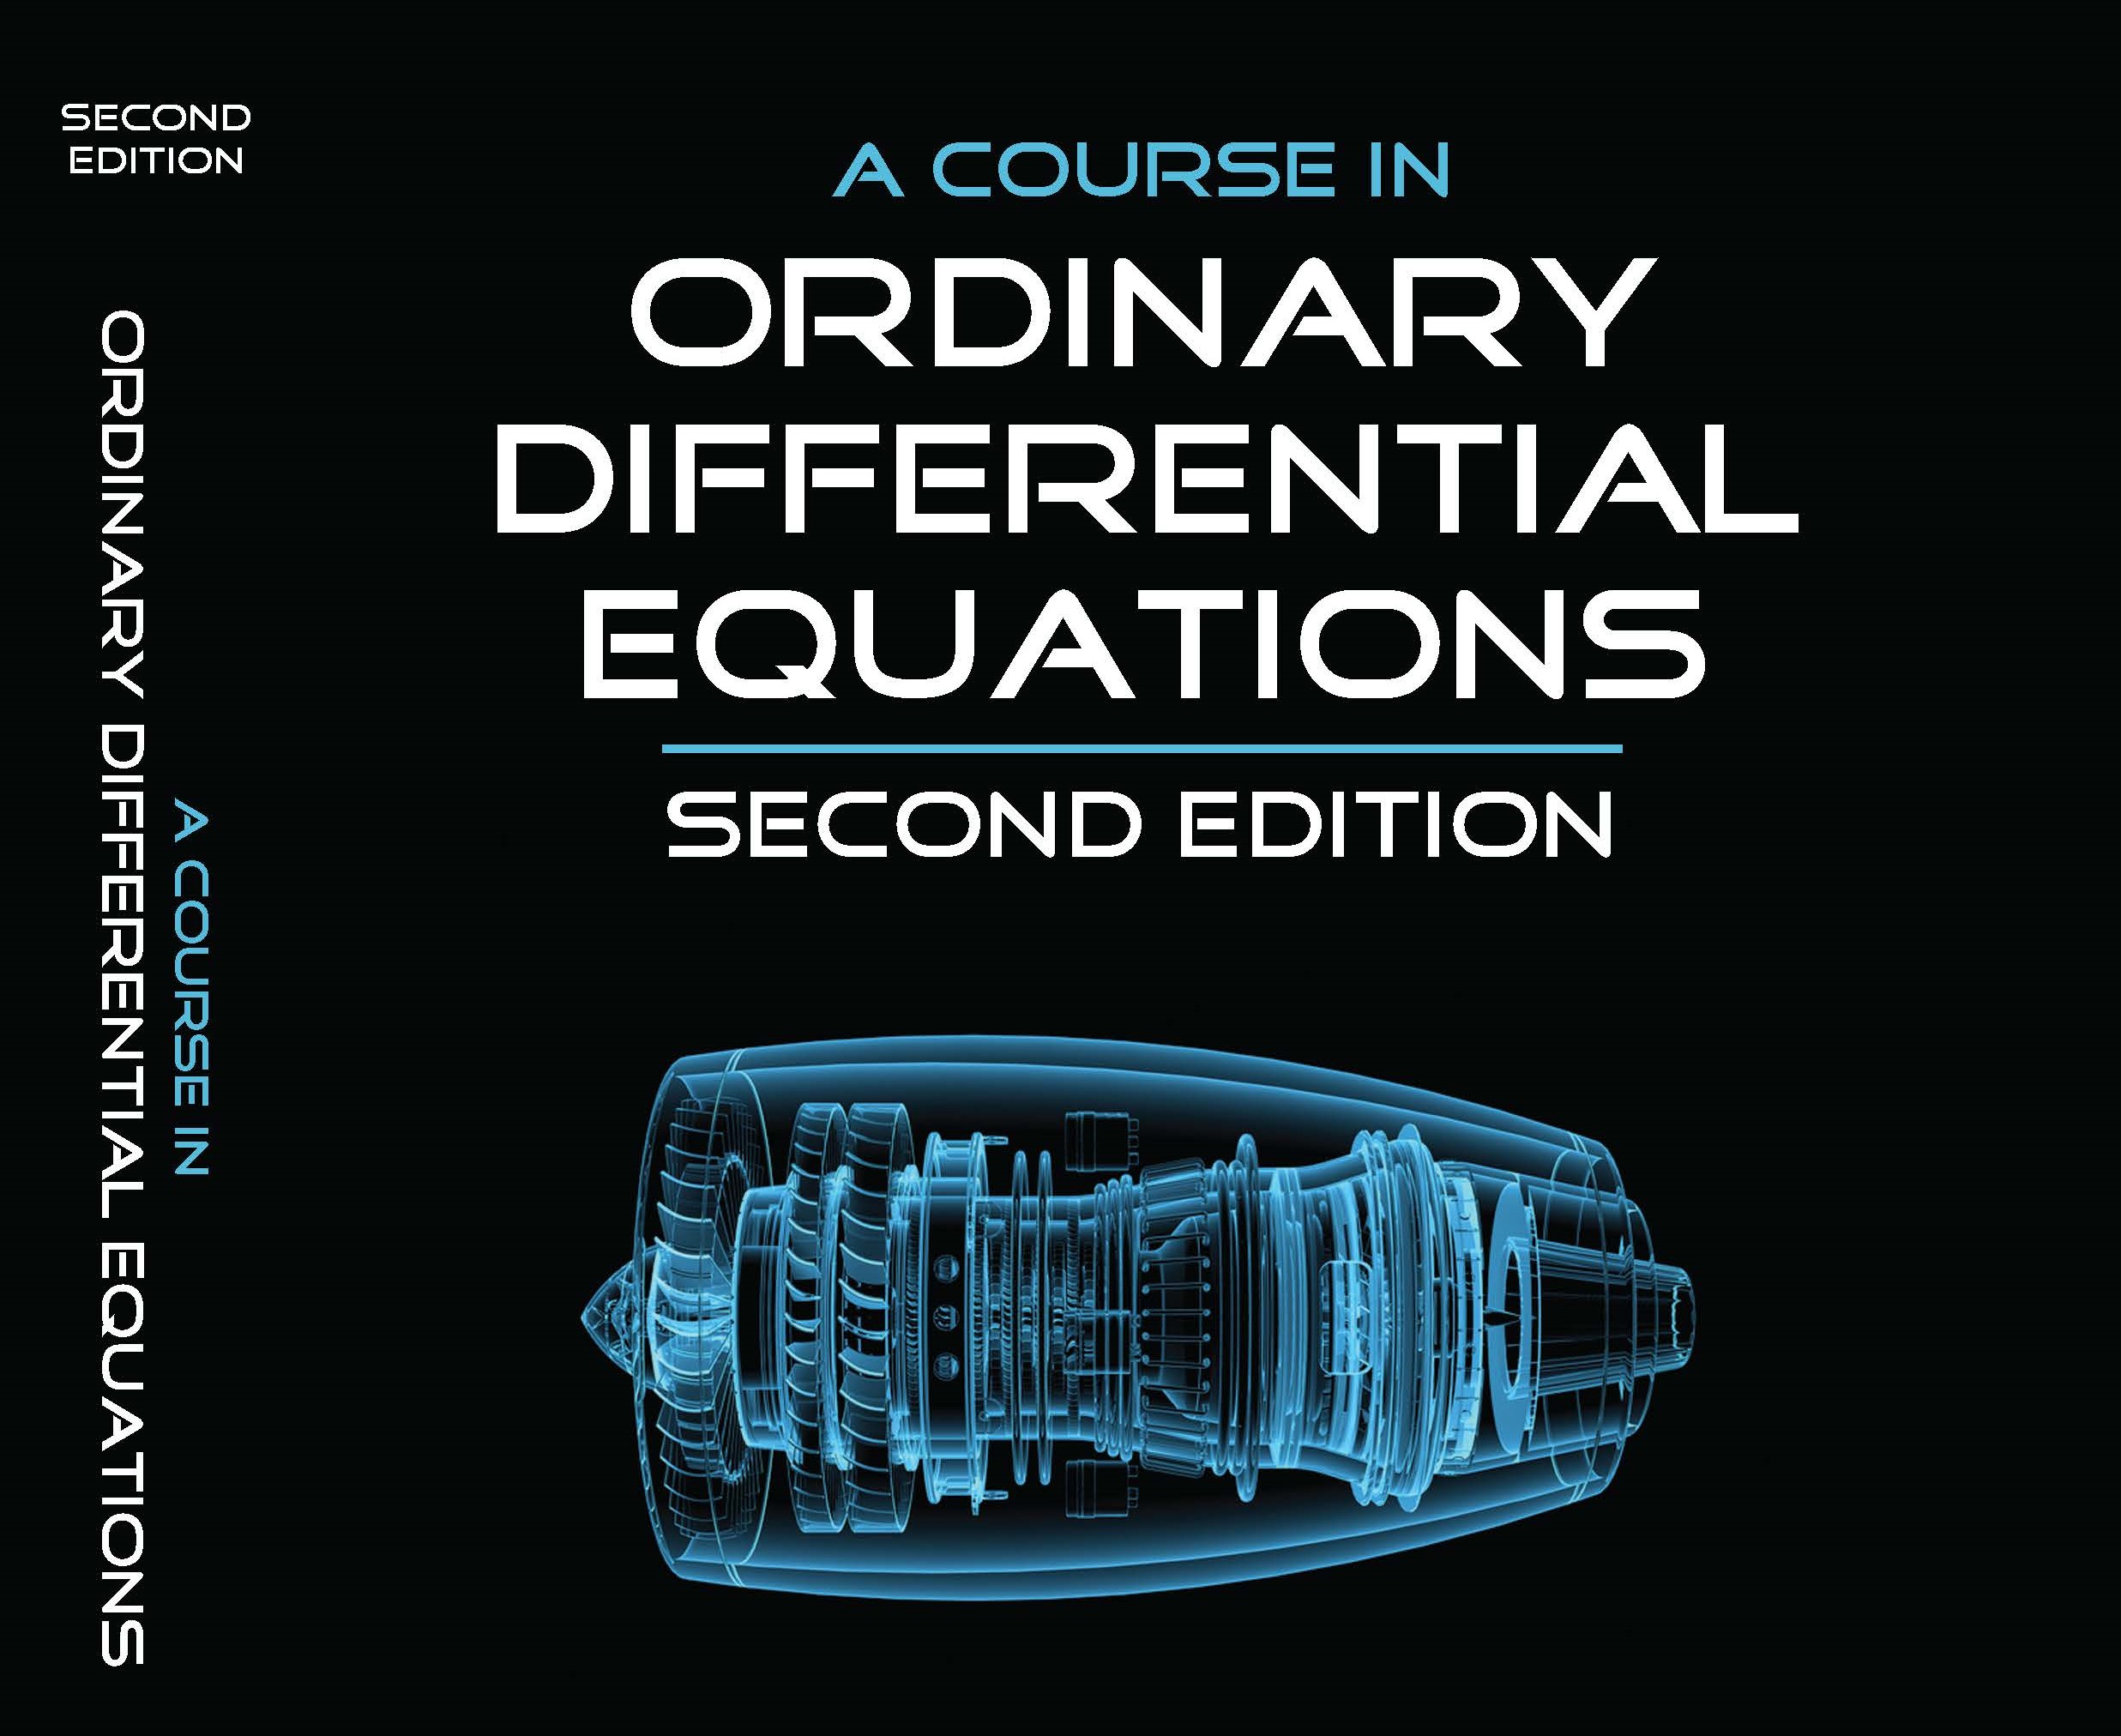 SECOND
EDITION
A COURSE IN
ORDINARY DIFFERENTIAL EQUATIONS
A COURSE IN
ORDINARY
DIFFERENTIAL
EQUATIONS
SECOND EDITION